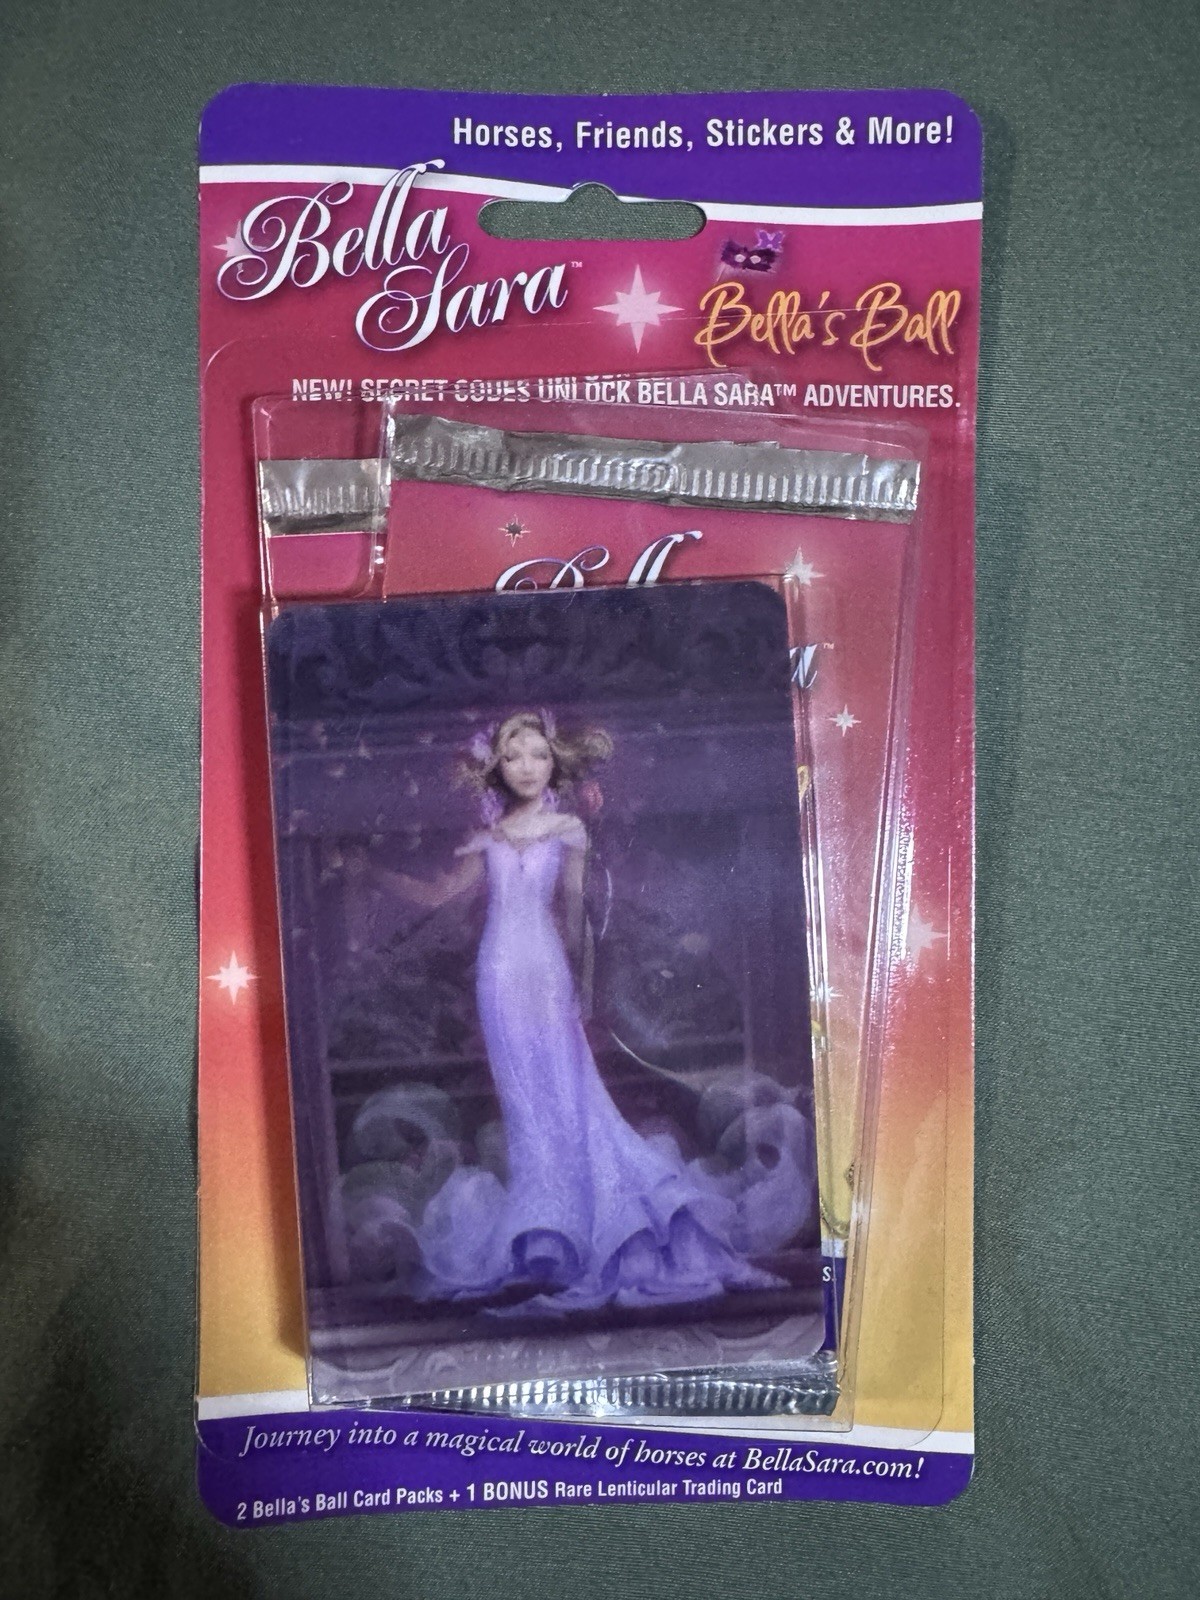 Horses, Friends, Stickers & More!
Bella
Sara™
Bella's Ball
NEW! SECRET CODES UNLOCK BELLA SARA™ ADVENTURES.
Journey into a magical world of horses at BellaSara.com!
2 Bella's Ball Card Packs + 1 BONUS Rare Lenticular Trading Card